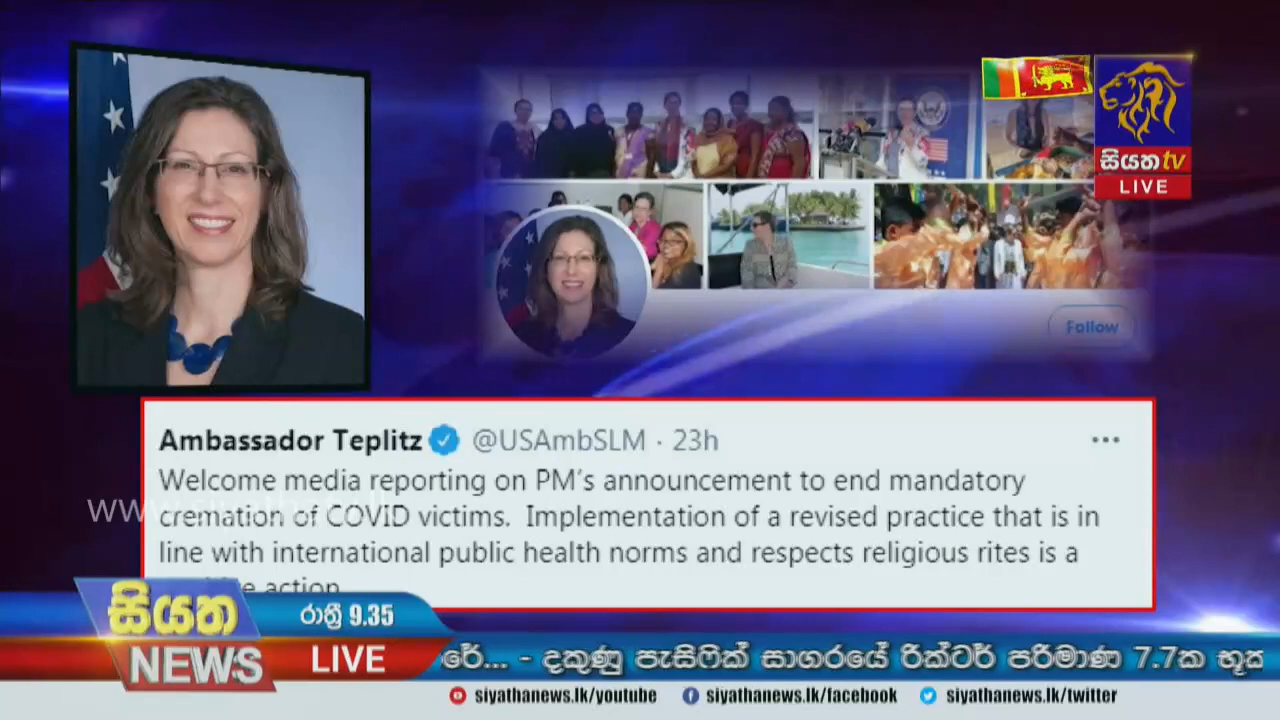 සියත tv
LIVE
Follow
Ambassador Teplitz @USAmbSLM · 23h
Welcome media reporting on PM's announcement to end mandatory
cremation of COVID victims. Implementation of a revised practice that is in
line with international public health norms and respects religious rites is a
action.
සියත
රාත්‍රී 9.35
NEWS
LIVE
රේ... - දකුණු පැසිෆික් සාගරයේ රික්ටර් පරිමාණ 7.7ක
siyathanews.lk/youtube
siyathanews.lk/facebook
siyathanews.lk/twitter